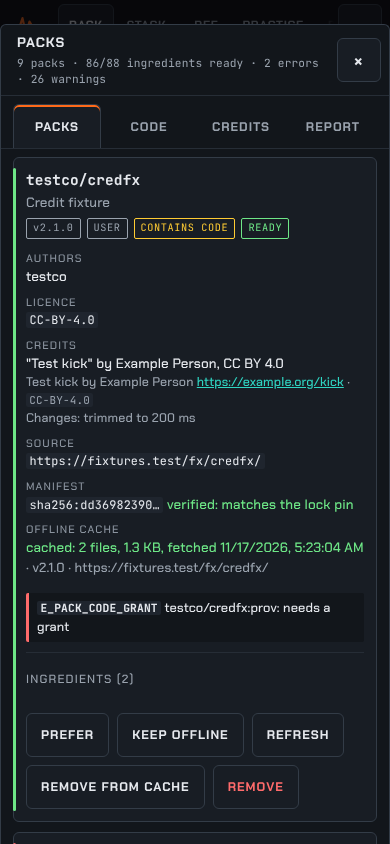 PACK STACK REF PRACTICE
PACKS
9 packs · 86/88 ingredients ready · 2 errors
· 26 warnings
×
PACKS CODE CREDITS REPORT
testco/credfx
Credit fixture
v2.1.0 USER CONTAINS CODE READY
AUTHORS
testco
LICENCE
CC-BY-4.0
CREDITS
"Test kick" by Example Person, CC BY 4.0
Test kick by Example Person https://example.org/kick ·
CC-BY-4.0
Changes: trimmed to 200 ms
SOURCE
https://fixtures.test/fx/credfx/
MANIFEST
sha256:dd36982390… verified: matches the lock pin
OFFLINE CACHE
cached: 2 files, 1.3 KB, fetched 11/17/2026, 5:23:04 AM
· v2.1.0 · https://fixtures.test/fx/credfx/
E_PACK_CODE_GRANT testco/credfx:prov: needs a
grant
INGREDIENTS (2)
PREFER KEEP OFFLINE REFRESH
REMOVE FROM CACHE REMOVE